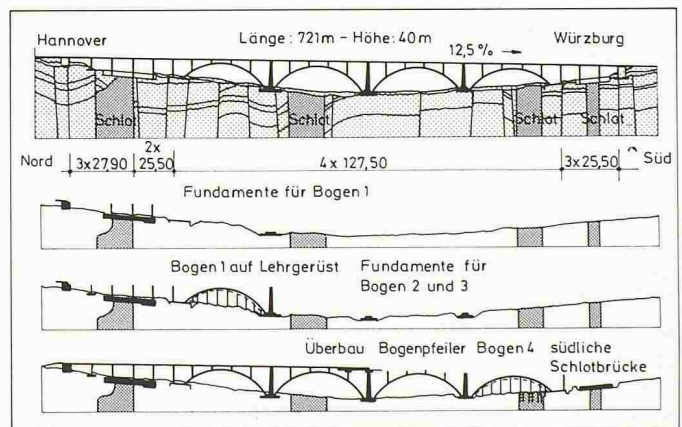 Hannover Länge: 721m - Höhe: 40m Würzburg
12,5 % →
Schlot Schlot Schlot Schlot
Nord 3x27,90 2x 25,50 4 x 127,50 3x25,50 Süd
Fundamente für Bogen 1
Bogen 1 auf Lehrgerüst Fundamente für
Bogen 2 und 3
Überbau Bogenpfeiler Bogen 4 südliche
Schlotbrücke